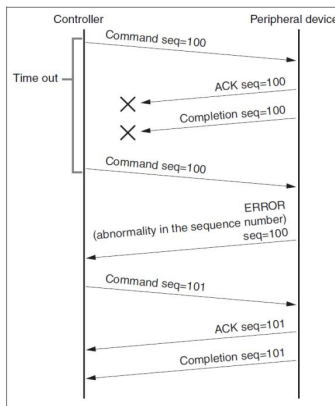 Controller
Peripheral device
Command seq=100
Time out
ACK seq=100
Completion seq=100
Command seq=100
ERROR
(abnormality in the sequence number)
seq=100
Command seq=101
ACK seq=101
Completion seq=101